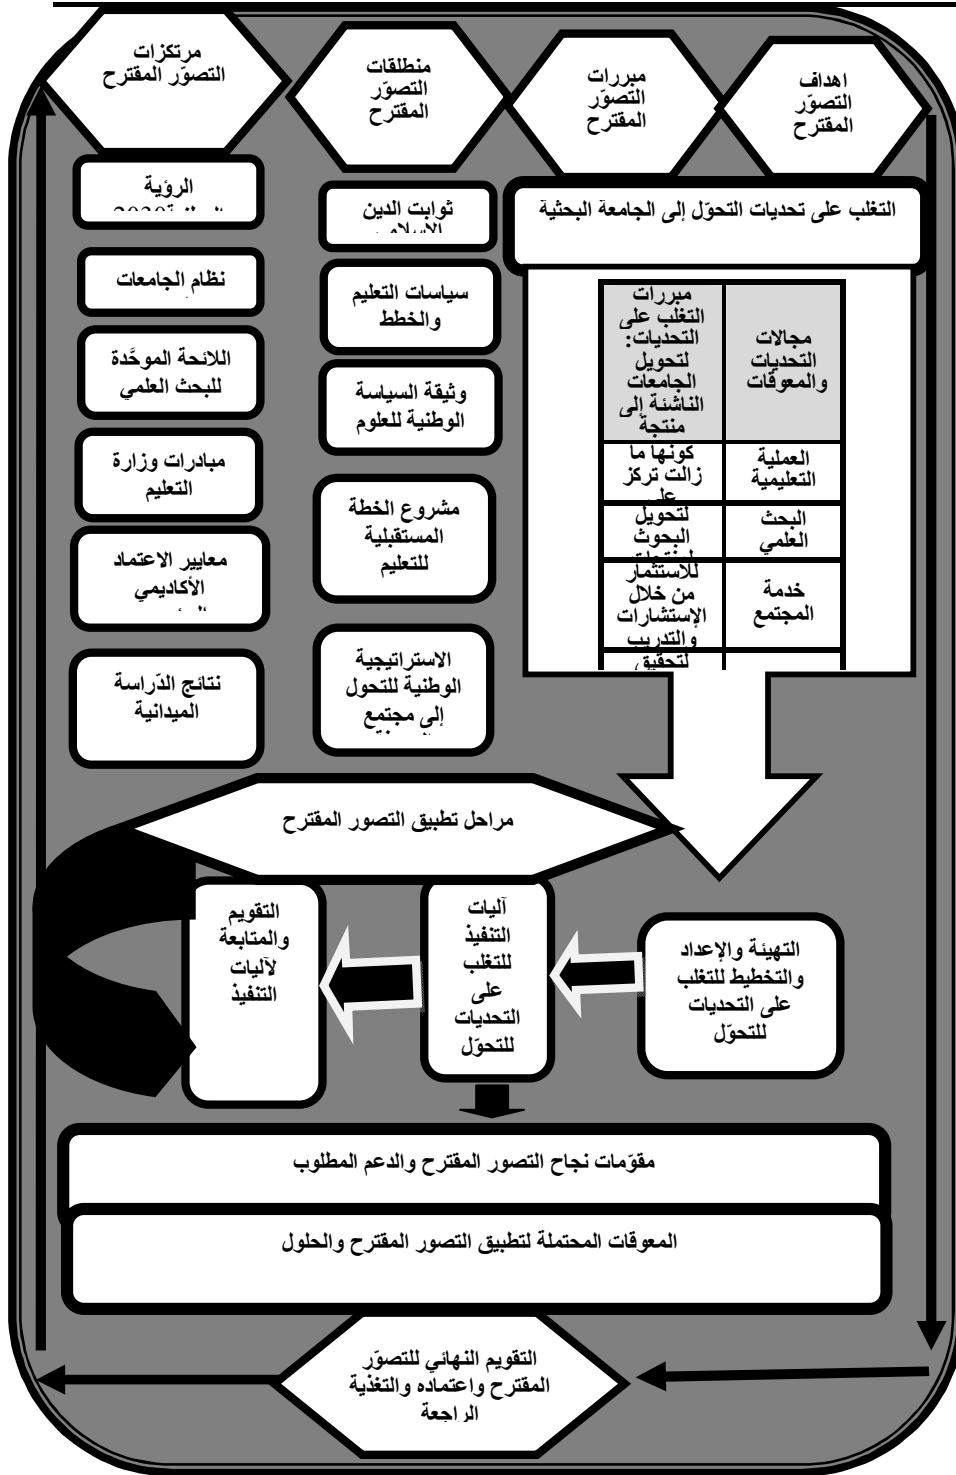 اهداف
التصوّر
المقترح
مبررات
التصوّر
المقترح
منطلقات
التصوّر
المقترح
مرتكزات
التصوّر المقترح
التغلب على تحديات التحوّل إلى الجامعة البحثية
مجالات
التحديات
والمعوقات
مبررات
التغلب على
التحديات:
لتحويل
الجامعات
الناشئة إلى
منتجة
العملية
التعليمية
كونها ما
زالت تركز
على
البحث
العلمي
لتحويل
البحوث
خدمة
المجتمع
للاستثمار
من خلال
الإستشارات
والتدريب
لتحقيق
ثوابت الدين
الإسلامي
سياسات التعليم
والخطط
وثيقة السياسة
الوطنية للعلوم
مشروع الخطة
المستقبلية
للتعليم
الاستراتيجية
الوطنية للتحول
إلى مجتمع
الرؤية
2030
نظام الجامعات
اللائحة الموحَّدة
للبحث العلمي
مبادرات وزارة
التعليم
معايير الاعتماد
الأكاديمي
نتائج الدّراسة
الميدانية
مراحل تطبيق التصور المقترح
التهيئة والإعداد
والتخطيط للتغلب
على التحديات
للتحوّل
آليات
التنفيذ
للتغلب
على
التحديات
للتحوّل
التقويم
والمتابعة
لآليات
التنفيذ
مقوّمات نجاح التصور المقترح والدعم المطلوب
المعوقات المحتملة لتطبيق التصور المقترح والحلول
التقويم النهائي للتصوّر
المقترح واعتماده والتغذية
الراجعة